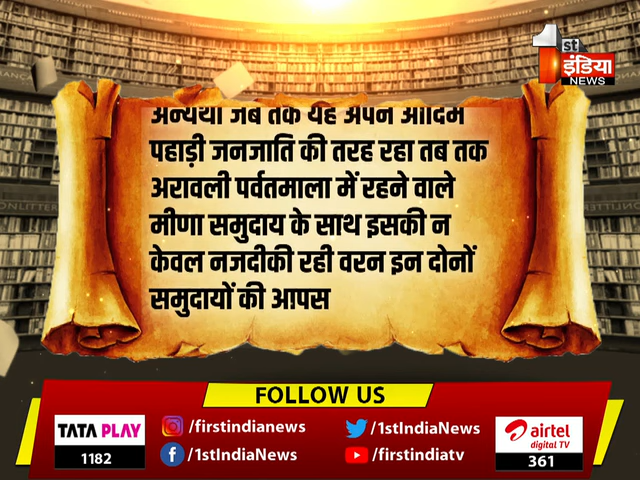 1st
इंडिया
NEWS
अन्यथा जब तक यह अपने आदिम
पहाड़ी जनजाति की तरह रहा तब तक
अरावली पर्वतमाला में रहने वाले
मीणा समुदाय के साथ इसकी न
केवल नजदीकी रही वरन इन दोनों
समुदायों की आपस
FOLLOW US
TATA PLAY
1182
/firstindianews
/1stIndiaNews
/1stIndiaNews
/firstindiatv
airtel
digital TV
361